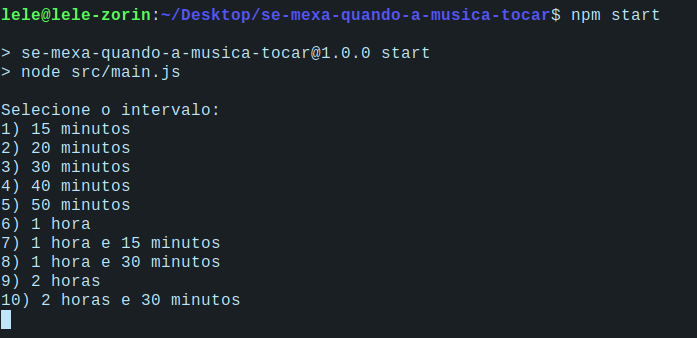 lele@lele-zorin:~/Desktop/se-mexa-quando-a-musica-tocar$ npm start
> se-mexa-quando-a-musica-tocar@1.0.0 start
> node src/main.js
Selecione o intervalo:
1) 15 minutos
2) 20 minutos
3) 30 minutos
4) 40 minutos
5) 50 minutos
6) 1 hora
7) 1 hora e 15 minutos
8) 1 hora e 30 minutos
9) 2 horas
10) 2 horas e 30 minutos